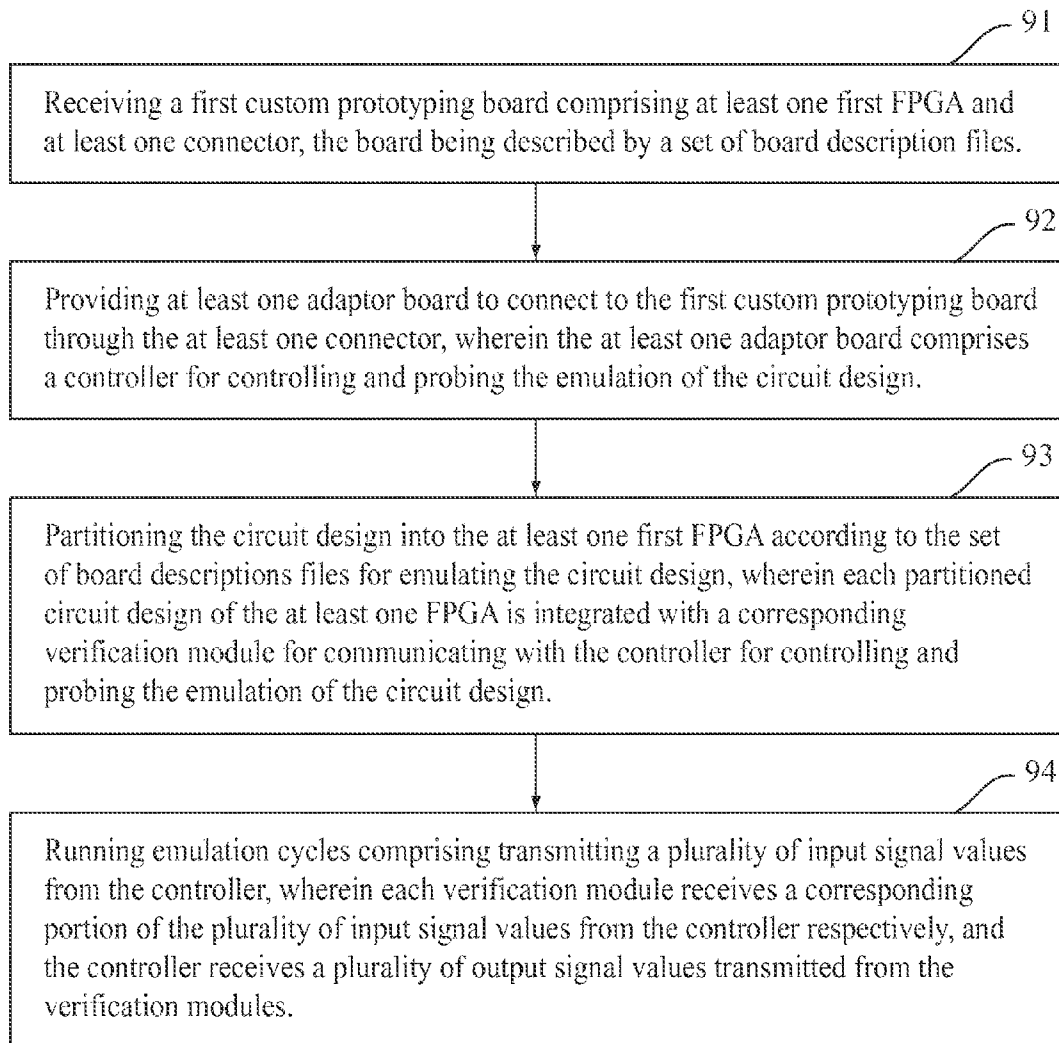 91
Receiving a first custom prototyping board comprising at least one first FPGA and
at least one connector, the board being described by a set of board description files.
92
Providing at least one adaptor board to connect to the first custom prototyping board
through the at least one connector, wherein the at least one adaptor board comprises
a controller for controlling and probing the emulation of the circuit design.
93
Partitioning the circuit design into the at least one first FPGA according to the set
of board descriptions files for emulating the circuit design, wherein each partitioned
circuit design of the at least one FPGA is integrated with a corresponding
verification module for communicating with the controller for controlling and
probing the emulation of the circuit design.
94
Running emulation cycles comprising transmitting a plurality of input signal values
from the controller, wherein each verification module receives a corresponding
portion of the plurality of input signal values from the controller respectively, and
the controller receives a plurality of output signal values transmitted from the
verification modules.